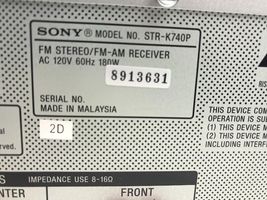 SONY® MODEL NO. STR-K740P
FM STEREO/FM-AM RECEIVER
AC 120V 60Hz 180W
8913631
SERIAL NO.
MADE IN MALAYSIA
2D
THIS DEVICE COM
OPERATION IS SU
(1) THIS DEVICE M
(2) THIS DEVICE M
INCLUDING INTERF
IMPEDANCE USE 8-16Ω
FRONT